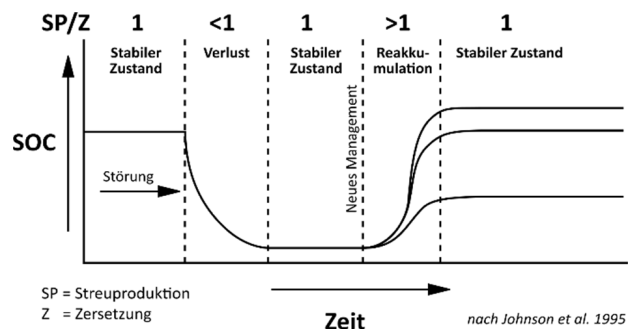 SP/Z 1 <1 1 >1 1
Stabiler Zustand
Verlust
Stabiler Zustand
Reakku-
mulation
Stabiler Zustand
SOC
Störung
Neues Management
SP = Streuproduktion
Z = Zersetzung
Zeit
nach Johnson et al. 1995